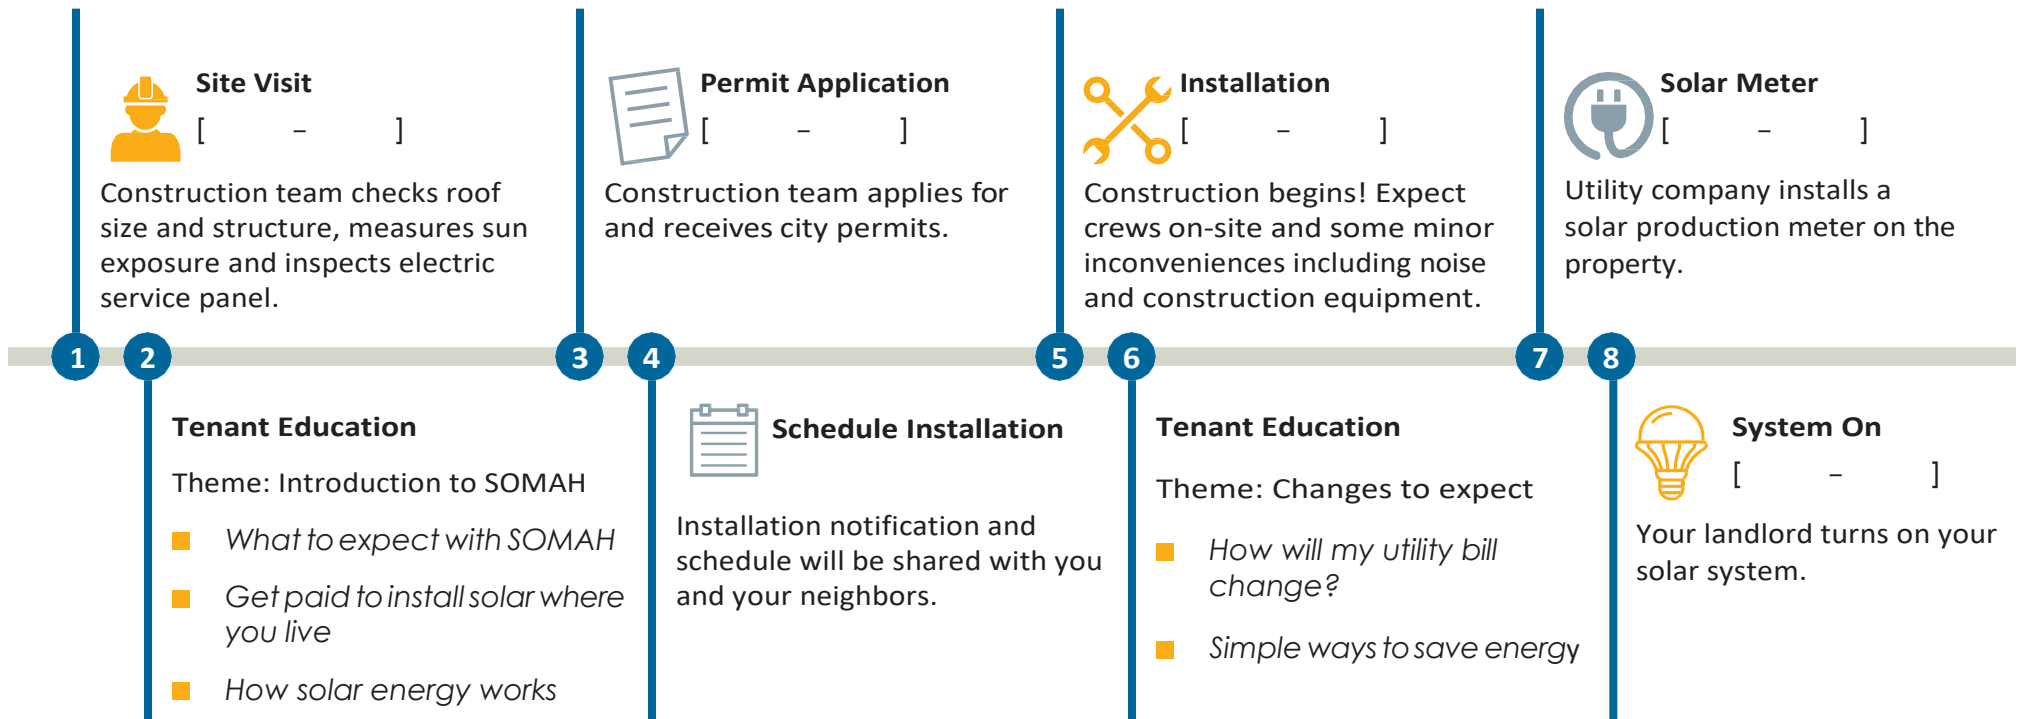 1
Site Visit
[ – ]
Construction team checks roof
size and structure, measures sun
exposure and inspects electric
service panel.
2
Tenant Education
Theme: Introduction to SOMAH
What to expect with SOMAH
Get paid to install solar where
you live
How solar energy works
3
Permit Application
[ – ]
Construction team applies for
and receives city permits.
4
Schedule Installation
Installation notification and
schedule will be shared with you
and your neighbors.
5
Installation
[ – ]
Construction begins! Expect
crews on-site and some minor
inconveniences including noise
and construction equipment.
6
Tenant Education
Theme: Changes to expect
How will my utility bill
change?
Simple ways to save energy
7
Solar Meter
[ – ]
Utility company installs a
solar production meter on the
property.
8
System On
[ – ]
Your landlord turns on your
solar system.